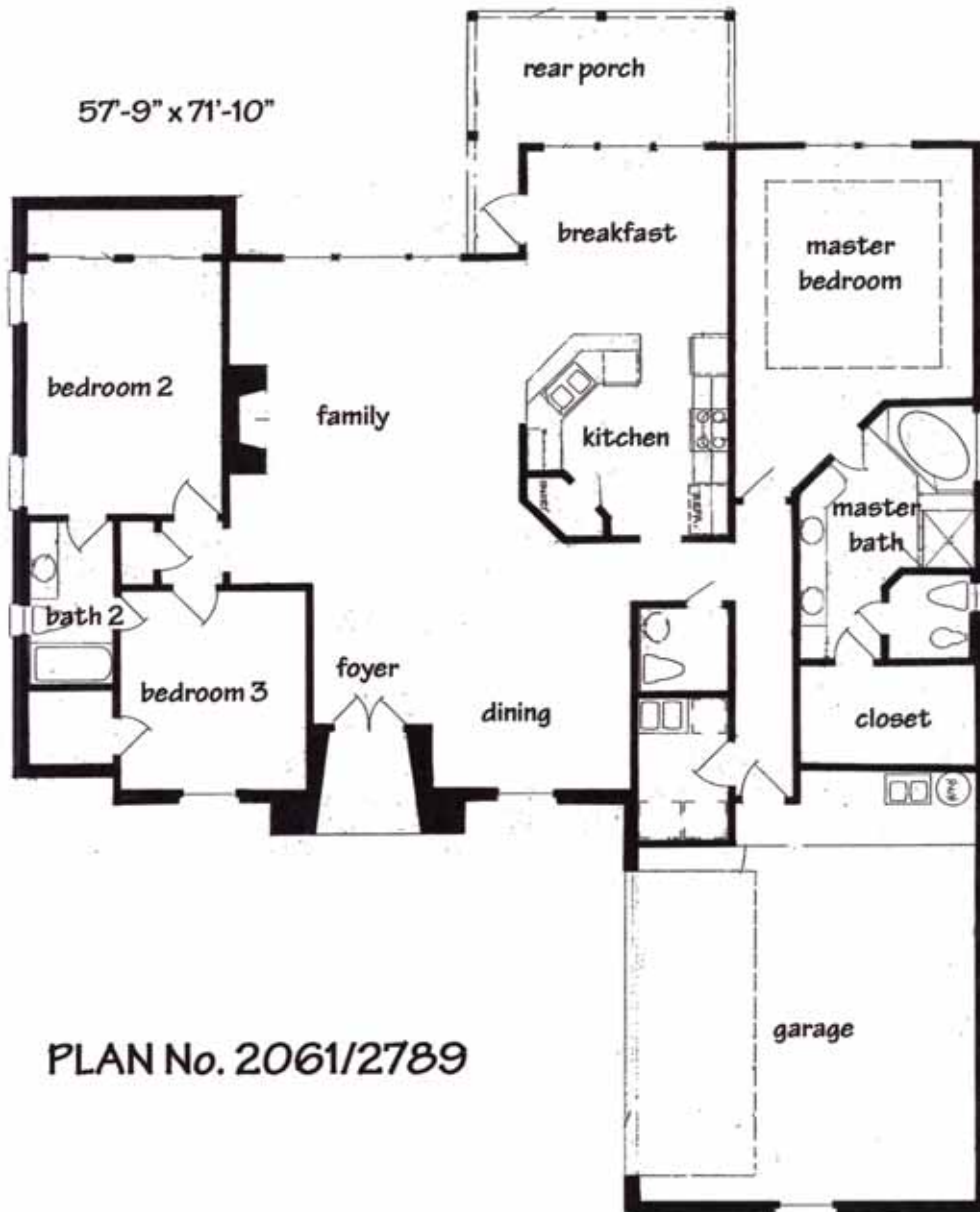 rear porch
57'-9" x 71'-10"
breakfast
master
bedroom
bedroom 2
family
kitchen
master
bath
bath 2
foyer
bedroom 3
dining
closet
garage
PLAN No. 2061/2789